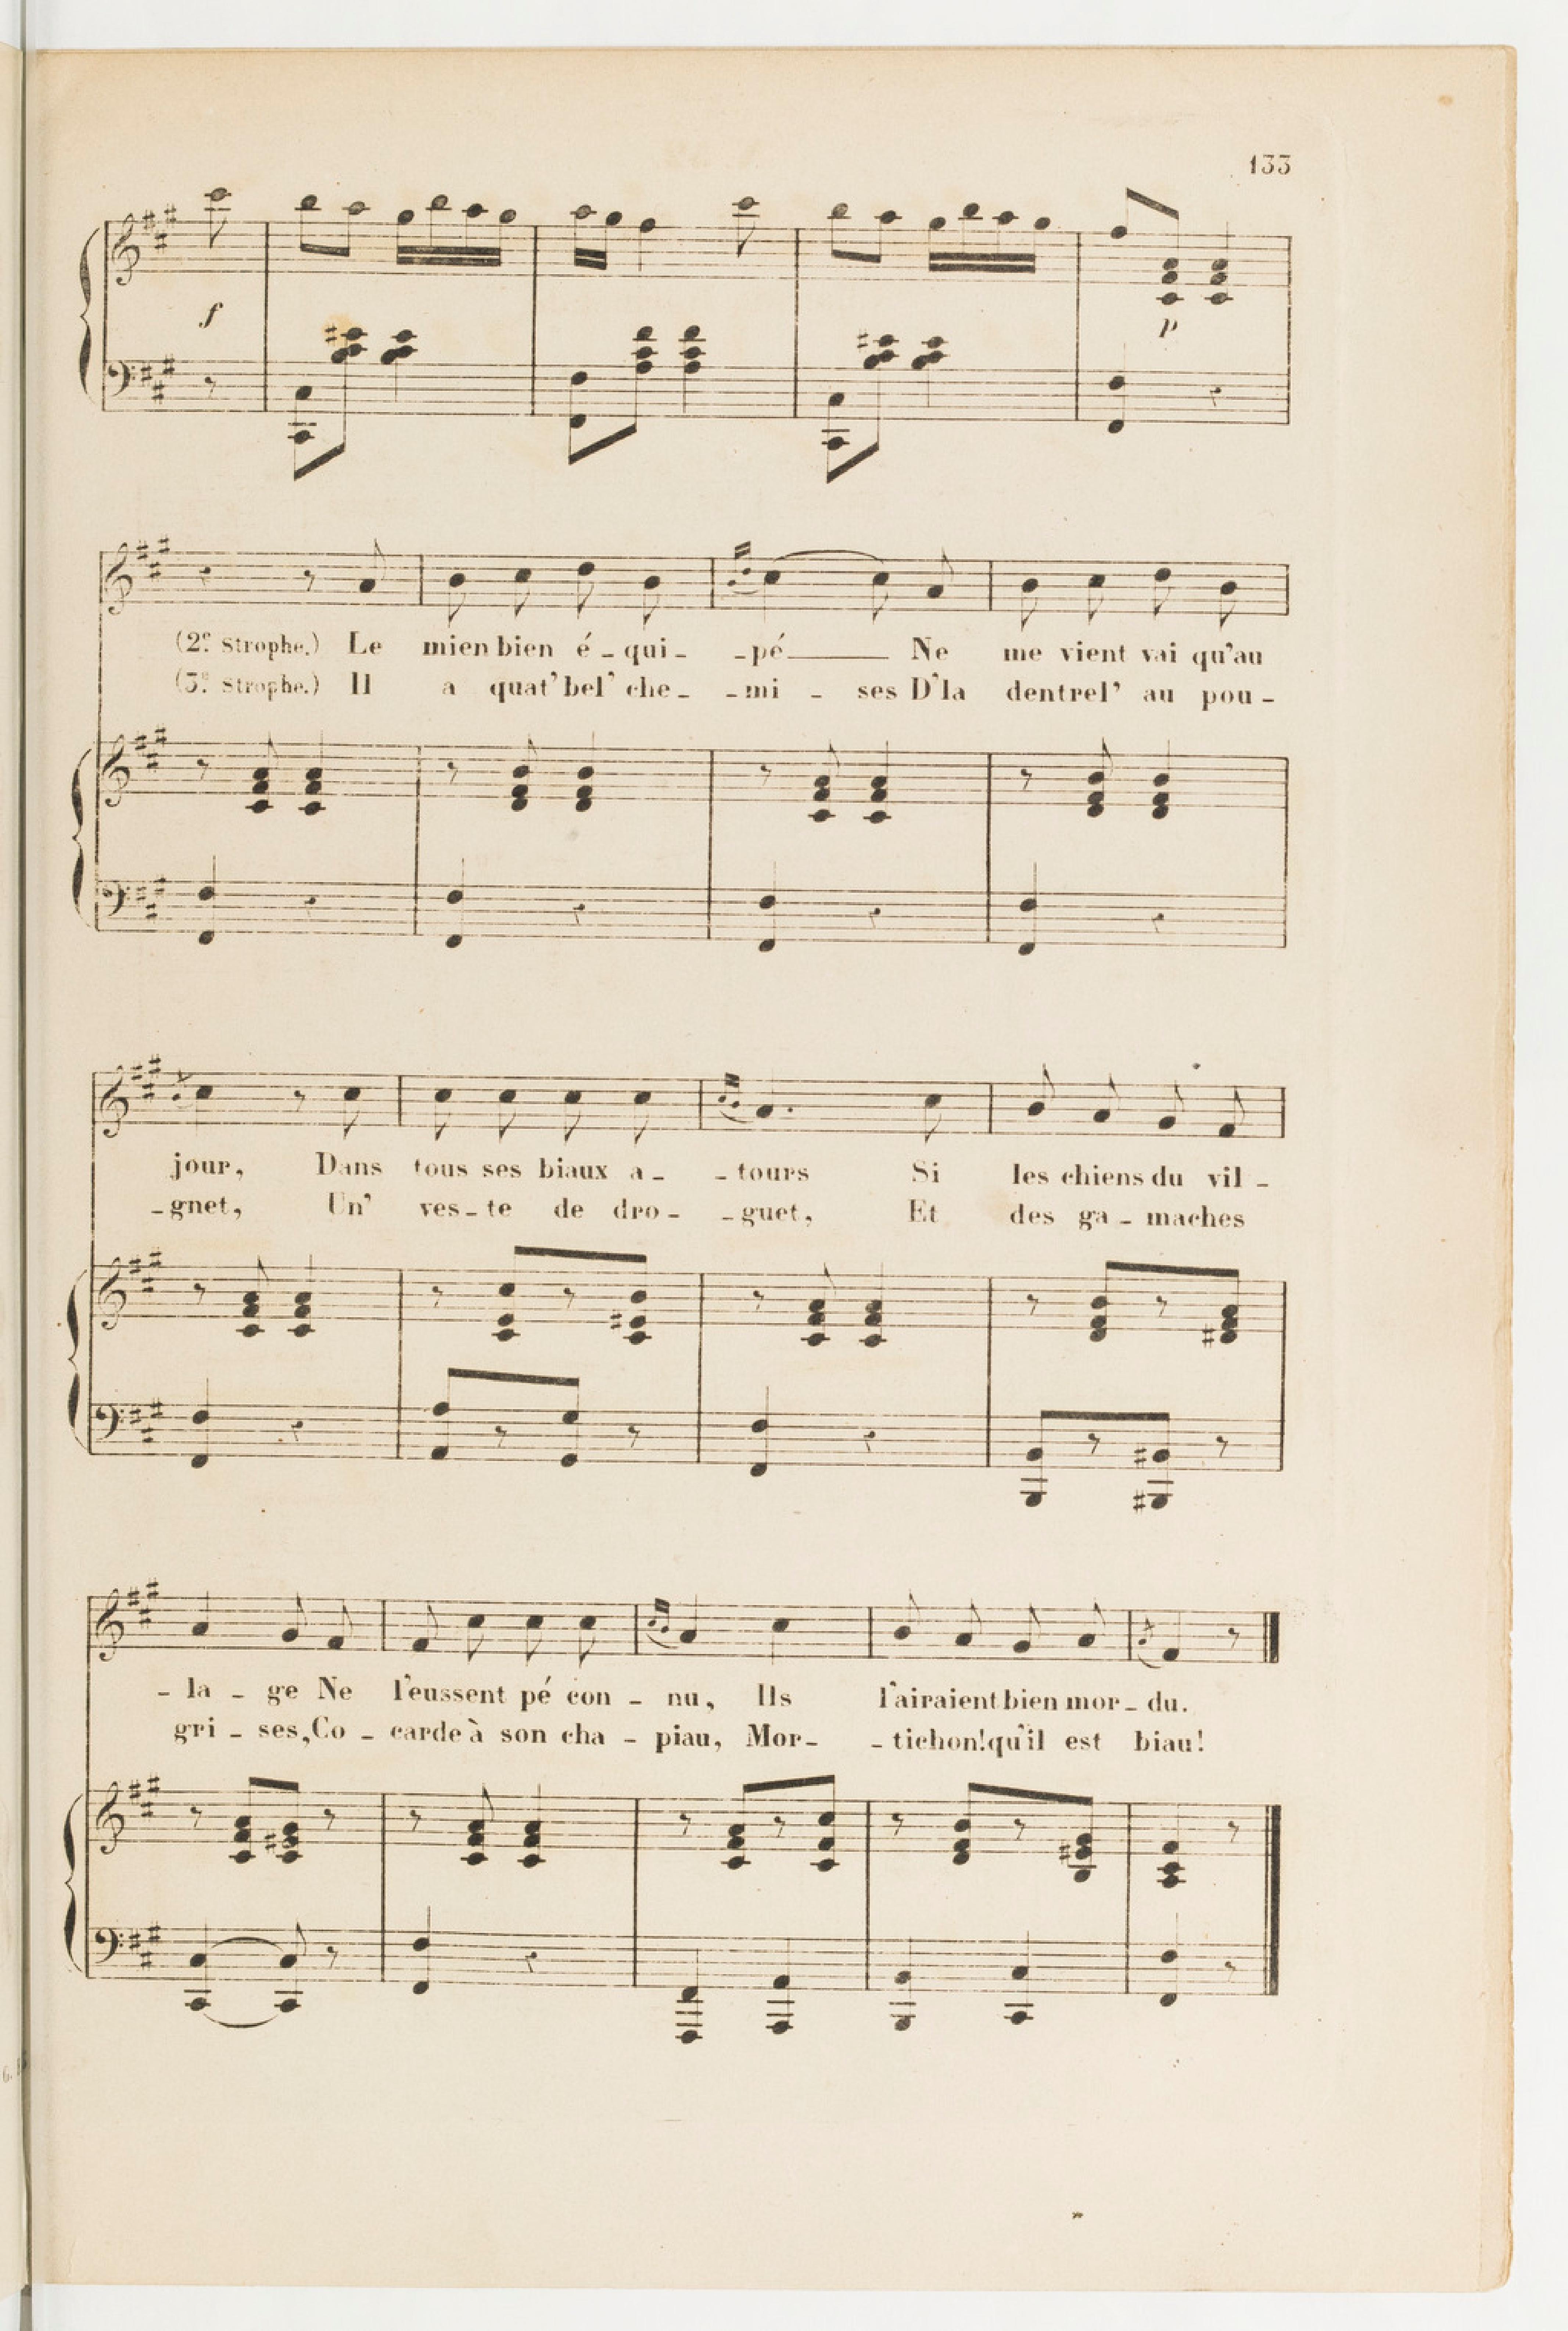 133
f
p
(2e. Strophe.) Le mien bien é - qui - - pé Ne me vient vai qu'au
(3e. Strophe.) Il a quat' bel' che - - mi - ses D'la dentrel' au pou -
jour, Dans tous ses biaux a - - tours Si les chiens du vil -
- gnet, Un' ves - te de dro - - guet, Et des ga - maches
- la - ge Ne l'eussent pé con - nu, Ils l'airaient bien mor - du.
gri - ses, Co - carde à son cha - piau, Mor - - tichon! qu'il est biau!